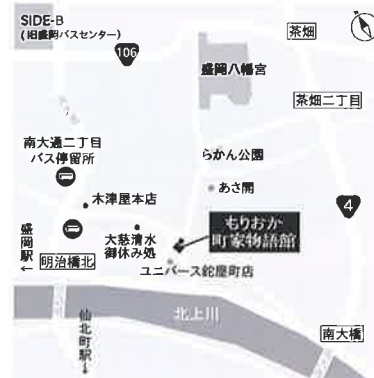 SIDE-B
(旧盛岡バスセンター)
106
茶畑
盛岡八幡宮
茶畑二丁目
南大通二丁目
バス停留所
らかん公園
あさ開
木津屋本店
4
もりおか
町家物語館
大慈清水
御休み処
盛岡駅
←
明治橋北
ユニバース鉈屋町店
北上川
仙北町駅→
南大橋